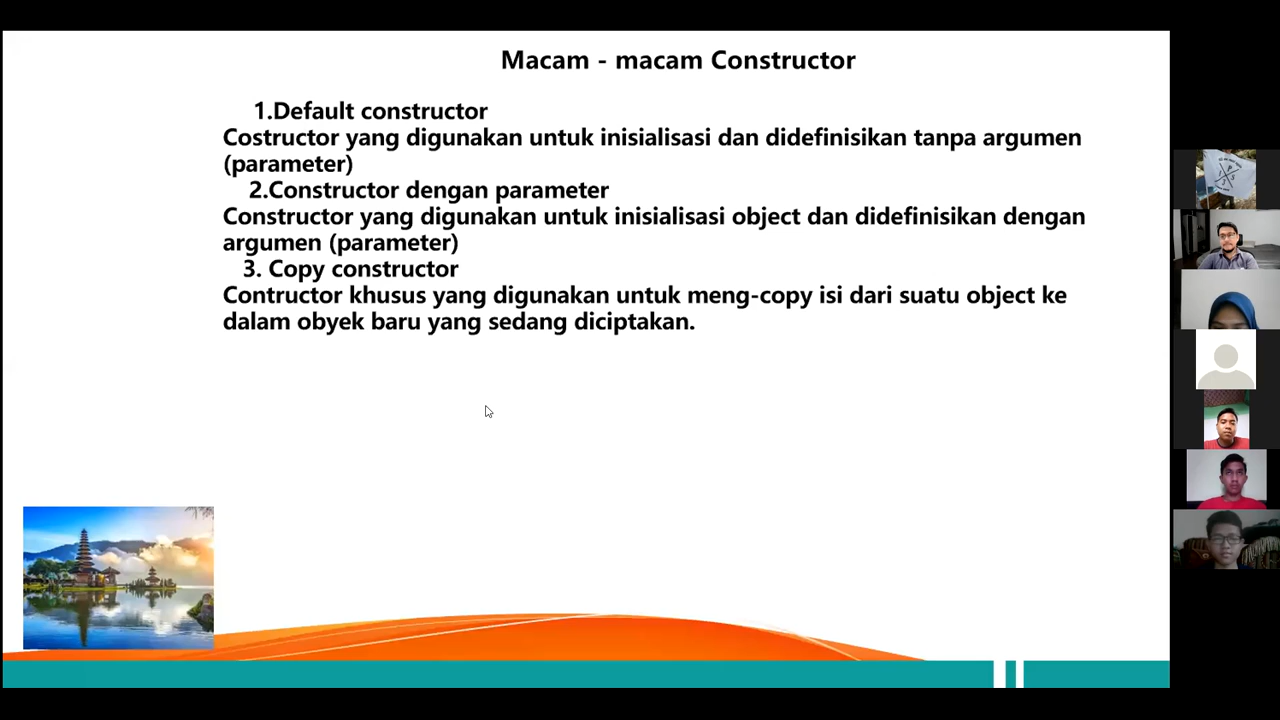 Macam - macam Constructor
1.Default constructor
Costructor yang digunakan untuk inisialisasi dan didefinisikan tanpa argumen
(parameter)
2.Constructor dengan parameter
Constructor yang digunakan untuk inisialisasi object dan didefinisikan dengan
argumen (parameter)
3. Copy constructor
Contructor khusus yang digunakan untuk meng-copy isi dari suatu object ke
dalam obyek baru yang sedang diciptakan.